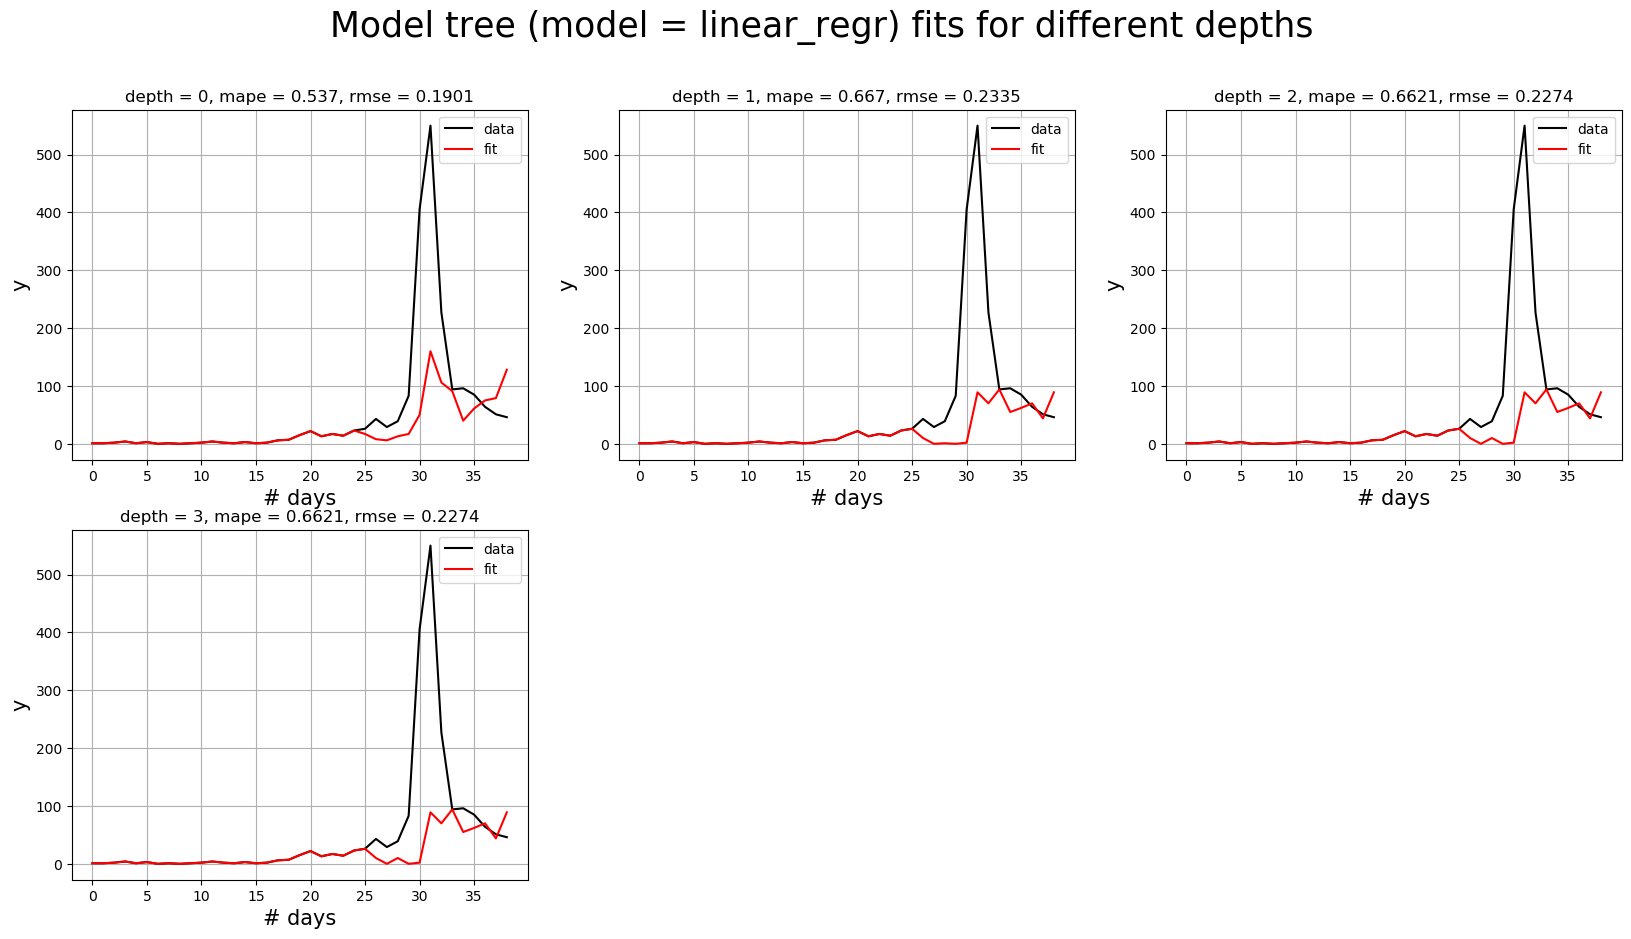 Model tree (model = linear_regr) fits for different depths
depth = 0, mape = 0.537, rmse = 0.1901
data
fit
500
400
300
200
100
0
y
0 5 10 15 20 25 30 35
# days
depth = 1, mape = 0.667, rmse = 0.2335
data
fit
500
400
300
200
100
0
y
0 5 10 15 20 25 30 35
# days
depth = 2, mape = 0.6621, rmse = 0.2274
data
fit
500
400
300
200
100
0
y
0 5 10 15 20 25 30 35
# days
depth = 3, mape = 0.6621, rmse = 0.2274
data
fit
500
400
300
200
100
0
y
0 5 10 15 20 25 30 35
# days